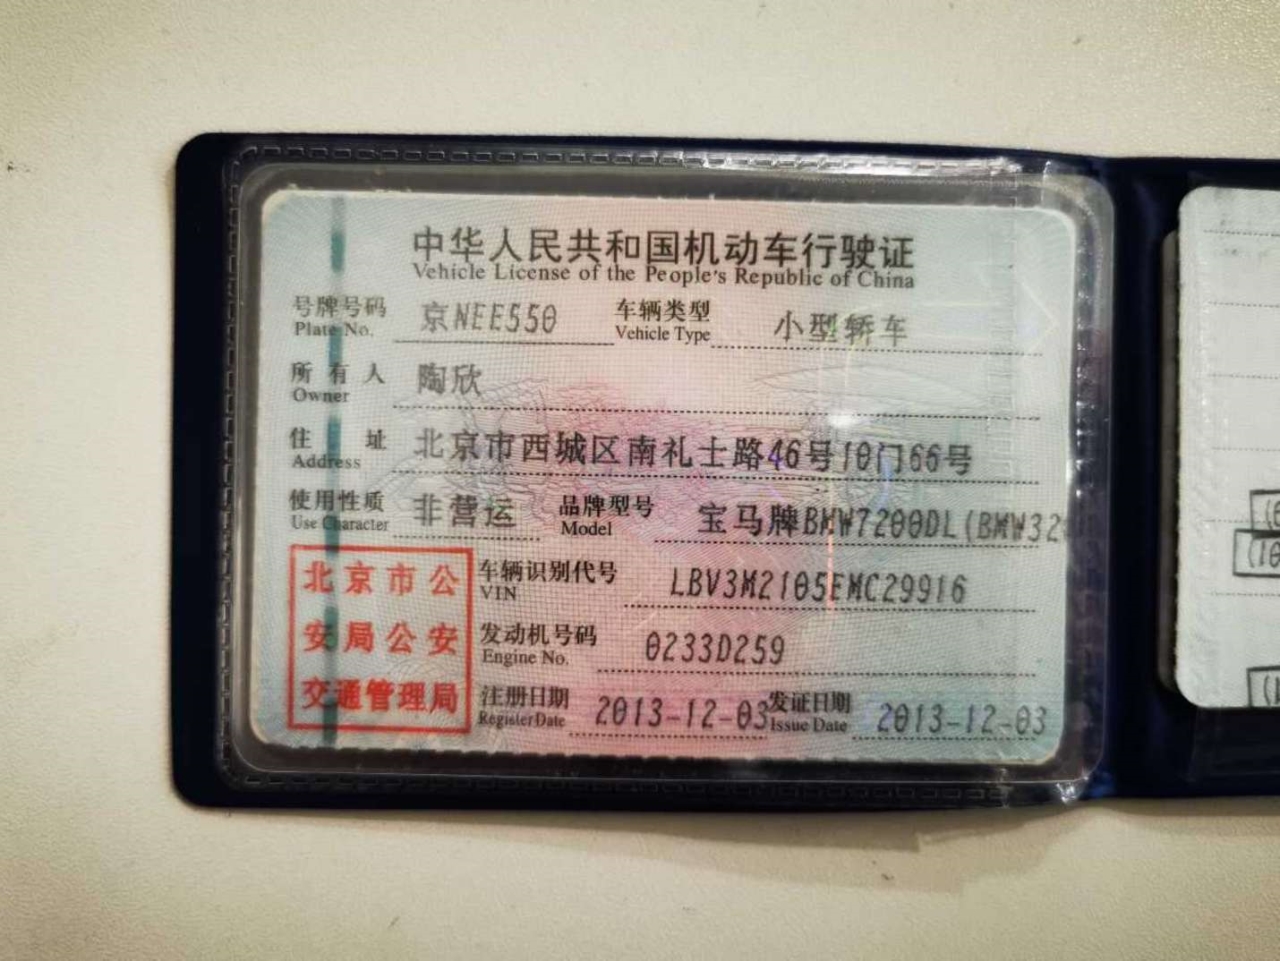 中华人民共和国机动车行驶证
Vehicle License of the People's Republic of China
号牌号码 京NEE550 车辆类型 小型轿车
Plate No. Vehicle Type
所有人 陶欣
Owner
住址 北京市西城区南礼士路46号10门66号
Address
使用性质 非营运 品牌型号 宝马牌BMW7200DL(BMW32
Use Character Model
北京市公
安局公安
交通管理局
车辆识别代号 LBV3M2105EMC29916
VIN
发动机号码 0233D259
Engine No.
注册日期 2013-12-03 发证日期 2013-12-03
Register Date Issue Date